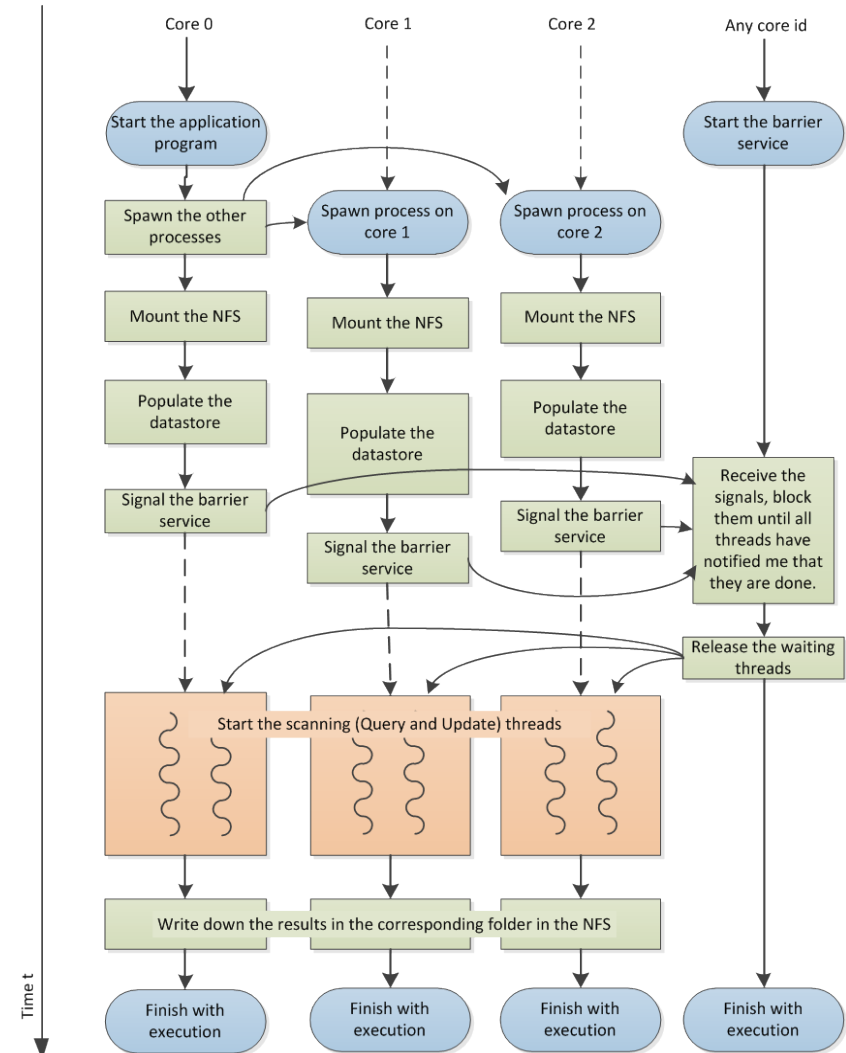 Core 0
Core 1
Core 2
Any core id
Start the application
program
Start the barrier
service
Spawn the other
processes
Spawn process on
core 1
Spawn process on
core 2
Mount the NFS
Mount the NFS
Mount the NFS
Populate the
datastore
Populate the
datastore
Populate the
datastore
Signal the barrier
service
Signal the barrier
service
Signal the barrier
service
Receive the
signals, block
them until all
threads have
notified me that
they are done.
Release the waiting
threads
Start the scanning (Query and Update) threads
Write down the results in the corresponding folder in the NFS
Finish with
execution
Finish with
execution
Finish with
execution
Finish with
execution
Time t